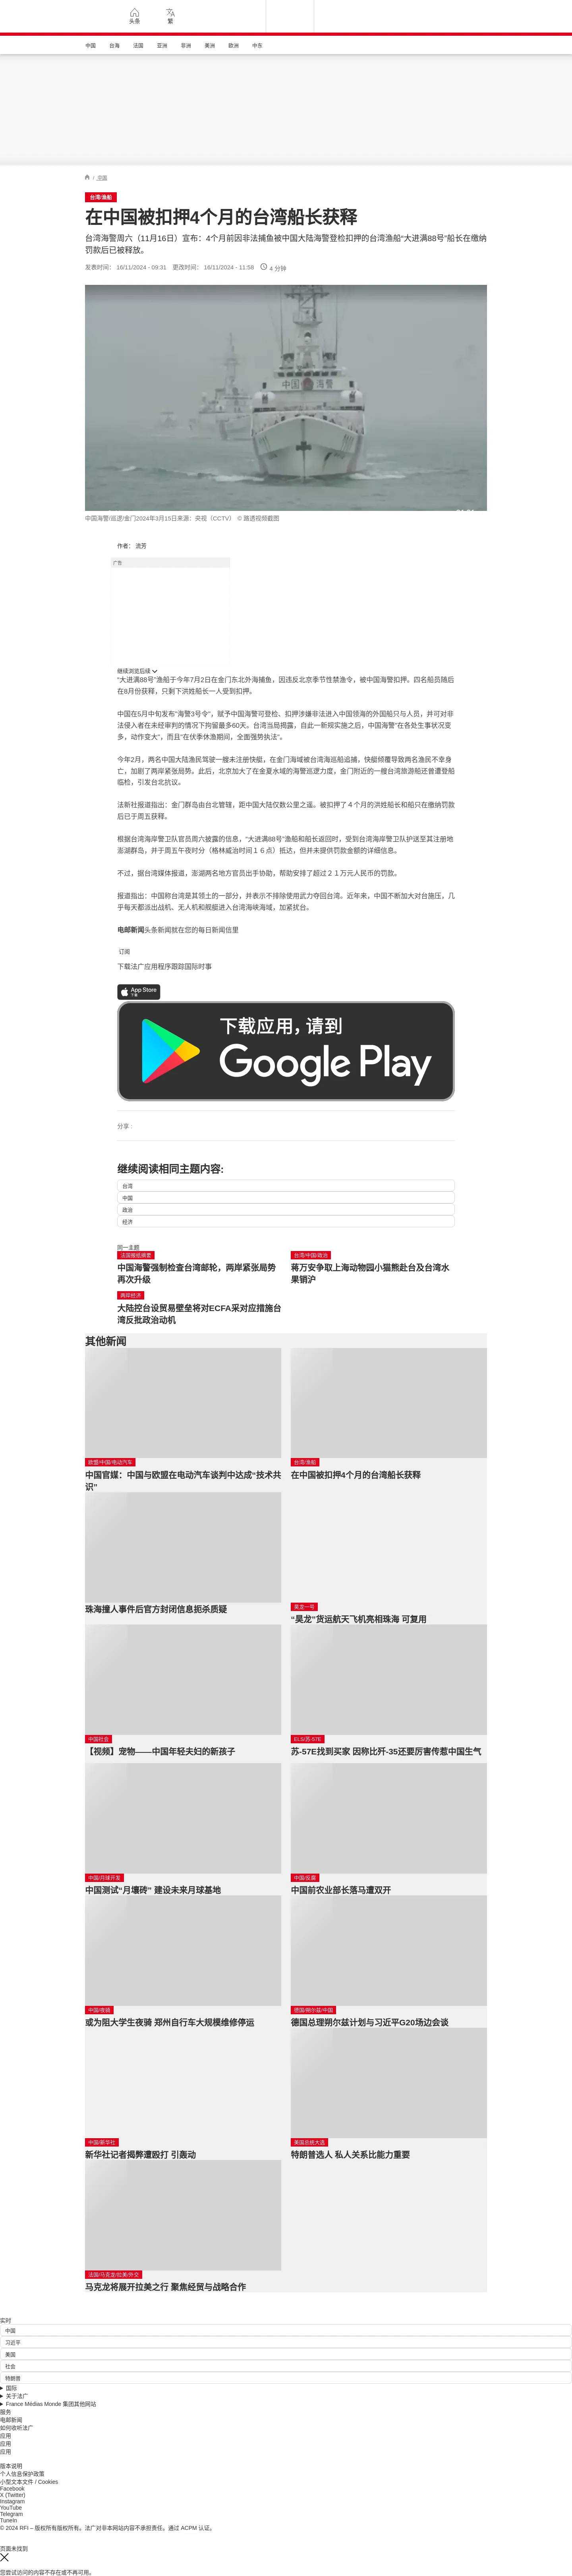 头条
繁
中国 台海 法国 亚洲 非洲 美洲 欧洲 中东
/ 中国
台湾/渔船
在中国被扣押4个月的台湾船长获释
台湾海警周六（11月16日）宣布：4个月前因非法捕鱼被中国大陆海警登检扣押的台湾渔船“大进满88号”船长在缴纳
罚款后已被释放。
发表时间： 16/11/2024 - 09:31 更改时间： 16/11/2024 - 11:58 4 分钟
中国海警
中国海警/巡逻/金门2024年3月15日来源：央视（CCTV） © 路透视频截图
作者： 流芳
广告
继续浏览后续
“大进满88号”渔船于今年7月2日在金门东北外海捕鱼，因违反北京季节性禁渔令，被中国海警扣押。四名船员随后
在8月份获释，只剩下洪姓船长一人受到扣押。
中国在5月中旬发布"海警3号令"，赋予中国海警可登检、扣押涉嫌非法进入中国领海的外国船只与人员，并可对非
法侵入者在未经审判的情况下拘留最多60天。台湾当局揭露，自此一新规实施之后，中国海警"在各处生事状况变
多，动作变大"，而且"在伏季休渔期间，全面强势执法"。
今年2月，两名中国大陆渔民驾驶一艘未注册快艇，在金门海域被台湾海巡船追捕，快艇倾覆导致两名渔民不幸身
亡，加剧了两岸紧张局势。此后，北京加大了在金夏水域的海警巡逻力度，金门附近的一艘台湾旅游船还曾遭登船
临检，引发台北抗议。
法新社报道指出：金门群岛由台北管辖，距中国大陆仅数公里之遥。被扣押了４个月的洪姓船长和船只在缴纳罚款
后已于周五获释。
根据台湾海岸警卫队官员周六披露的信息，“大进满88号”渔船和船长返回时，受到台湾海岸警卫队护送至其注册地
澎湖群岛，并于周五午夜时分（格林威治时间１６点）抵达，但并未提供罚款金额的详细信息。
不过，据台湾媒体报道，澎湖两名地方官员出手协助，帮助安排了超过２１万元人民币的罚款。
报道指出：中国称台湾是其领土的一部分，并表示不排除使用武力夺回台湾。近年来，中国不断加大对台施压，几
乎每天都派出战机、无人机和舰艇进入台湾海峡海域，加紧扰台。
电邮新闻头条新闻就在您的每日新闻信里
订阅
下载法广应用程序跟踪国际时事
App Store
下载
下载应用，请到
Google Play
分享 :
继续阅读相同主题内容:
台湾
中国
政治
经济
同一主题
法国报纸摘要
中国海警强制检查台湾邮轮，两岸紧张局势
再次升级
台湾/中国/政治
蒋万安争取上海动物园小猫熊赴台及台湾水
果销沪
两岸经济
大陆控台设贸易壁垒将对ECFA采对应措施台
湾反批政治动机
其他新闻
欧盟/中国/电动汽车
中国官媒：中国与欧盟在电动汽车谈判中达成“技术共
识”
台湾/渔船
在中国被扣押4个月的台湾船长获释
珠海撞人事件后官方封闭信息扼杀质疑
昊龙一号
“昊龙”货运航天飞机亮相珠海 可复用
中国社会
【视频】宠物——中国年轻夫妇的新孩子
ELS/苏-57E
苏-57E找到买家 因称比歼-35还要厉害传惹中国生气
中国/月球开发
中国测试“月壤砖” 建设未来月球基地
中国/反腐
中国前农业部长落马遭双开
中国/夜骑
或为阻大学生夜骑 郑州自行车大规模维修停运
德国/朔尔兹/中国
德国总理朔尔兹计划与习近平G20场边会谈
中国/新华社
新华社记者揭弊遭殴打 引轰动
美国总统大选
特朗普选人 私人关系比能力重要
法国/马克龙/拉美/外交
马克龙将展开拉美之行 聚焦经贸与战略合作
实时
中国
习近平
美国
社会
特朗普
国际
关于法广
France Médias Monde 集团其他网站
服务
电邮新闻
如何收听法广
应用
应用
应用
版本说明
个人信息保护政策
小型文本文件 / Cookies
Facebook
X (Twitter)
Instagram
YouTube
Telegram
TuneIn
© 2024 RFI – 版权所有版权所有。法广对非本网站内容不承担责任。通过 ACPM 认证。
页面未找到
您尝试访问的内容不存在或不再可用。